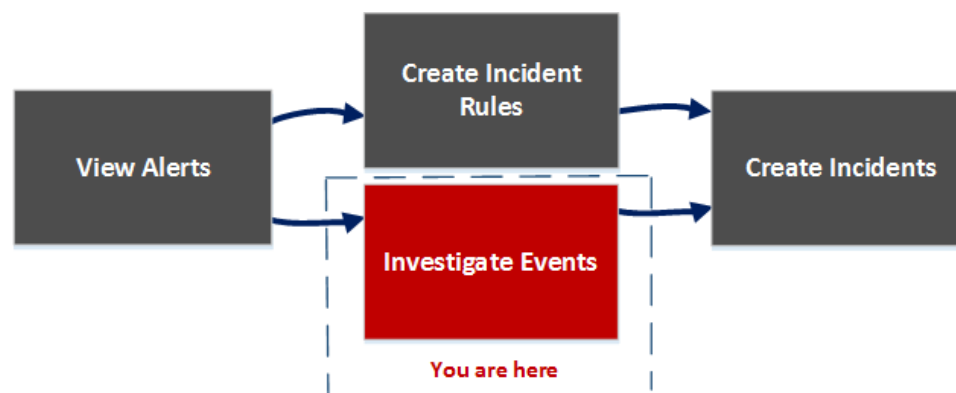 Create Incident
Rules
View Alerts
Create Incidents
Investigate Events
You are here